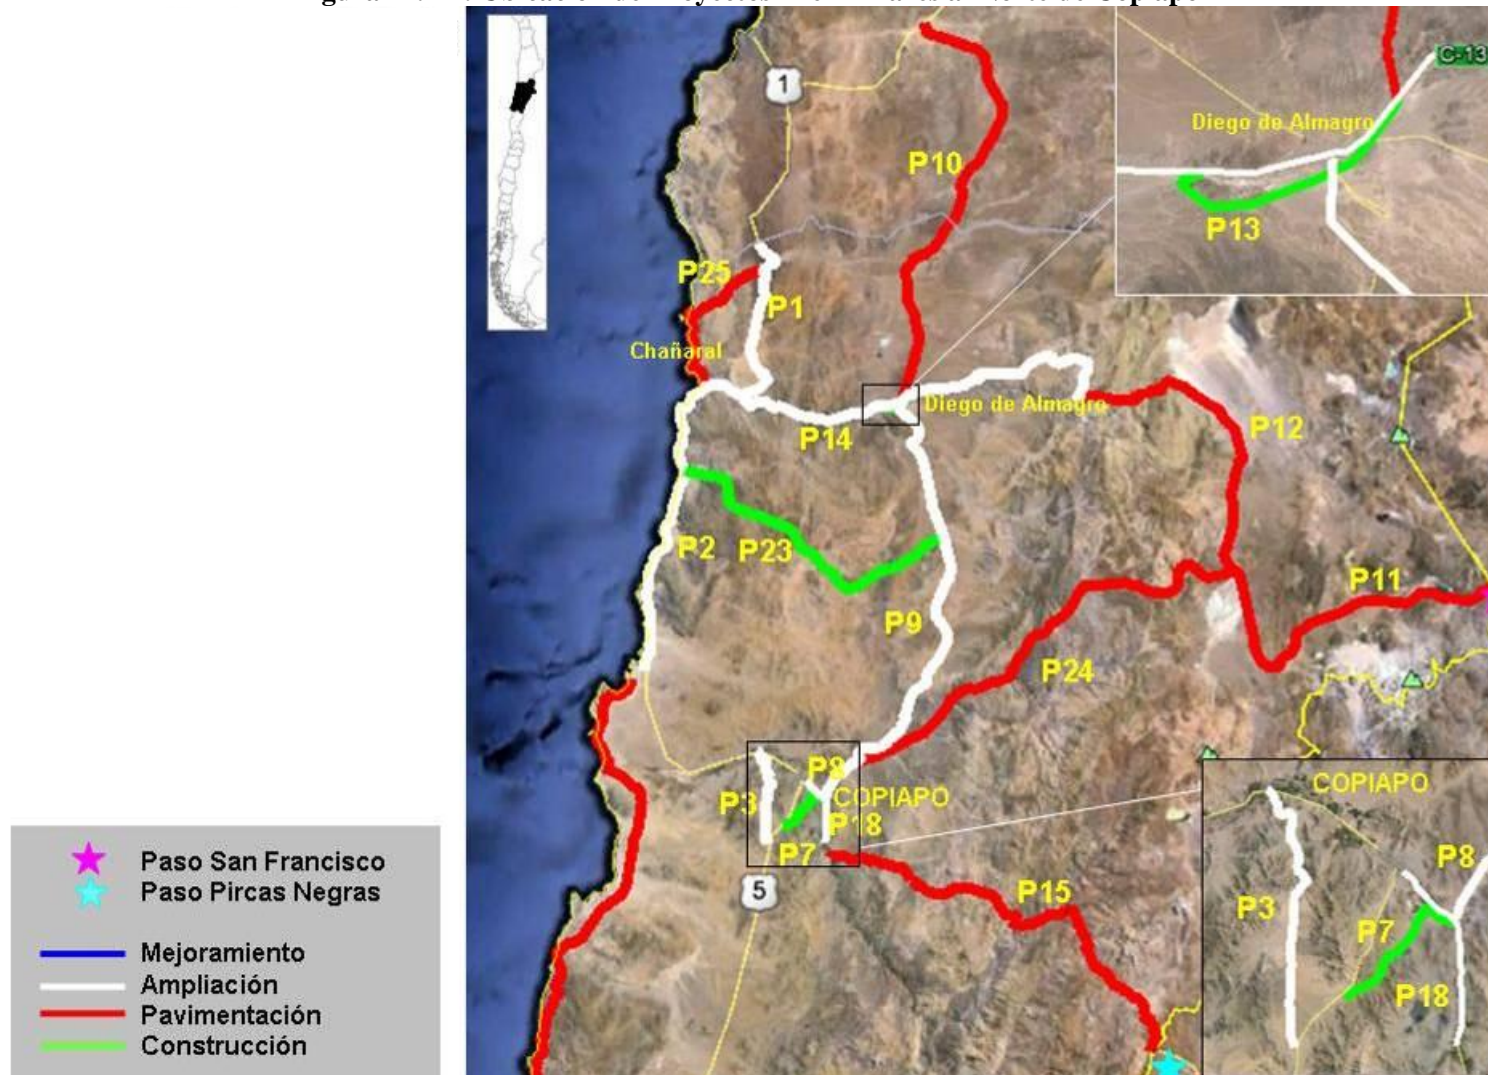 1
C-13
Diego de Almagro
P13
P10
P25
P1
Chañaral
Diego de Almagro
P14
P12
P2
P23
P9
P11
P24
P8
COPIAPO
P3
P18
P7
5
P15
COPIAPO
P8
P3
P7
P18
Paso San Francisco
Paso Pircas Negras
Mejoramiento
Ampliación
Pavimentación
Construcción